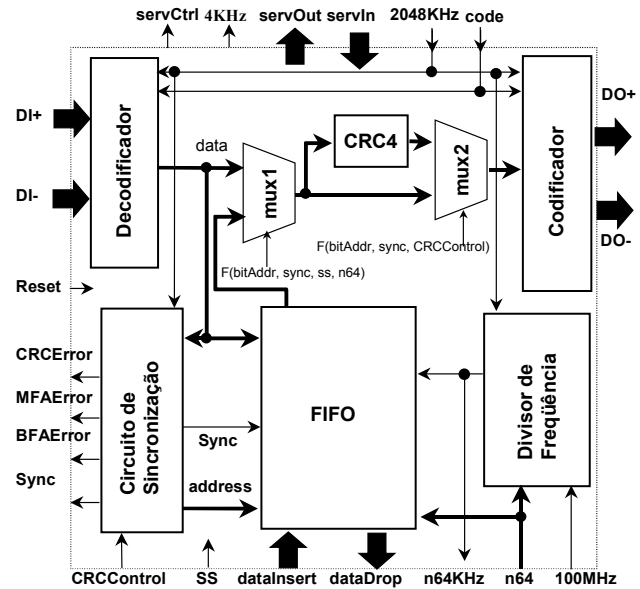 servCtrl 4KHz servOut servIn 2048KHz code
DI+
DI-
Decodificador
data
mux1
CRC4
mux2
Codificador
DO+
DO-
F(bitAddr, sync, ss, n64)
F(bitAddr, sync, CRCControl)
Reset
CRCError
MFAError
BFAError
Sync
Circuito de
Sincronização
Sync
address
FIFO
Divisor de
Freqüência
CRCControl SS dataInsert dataDrop n64KHz n64 100MHz